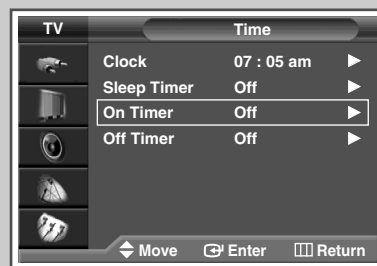 TV Time
Clock 07 : 05 am
Sleep Timer Off
On Timer Off
Off Timer Off
Move Enter Return